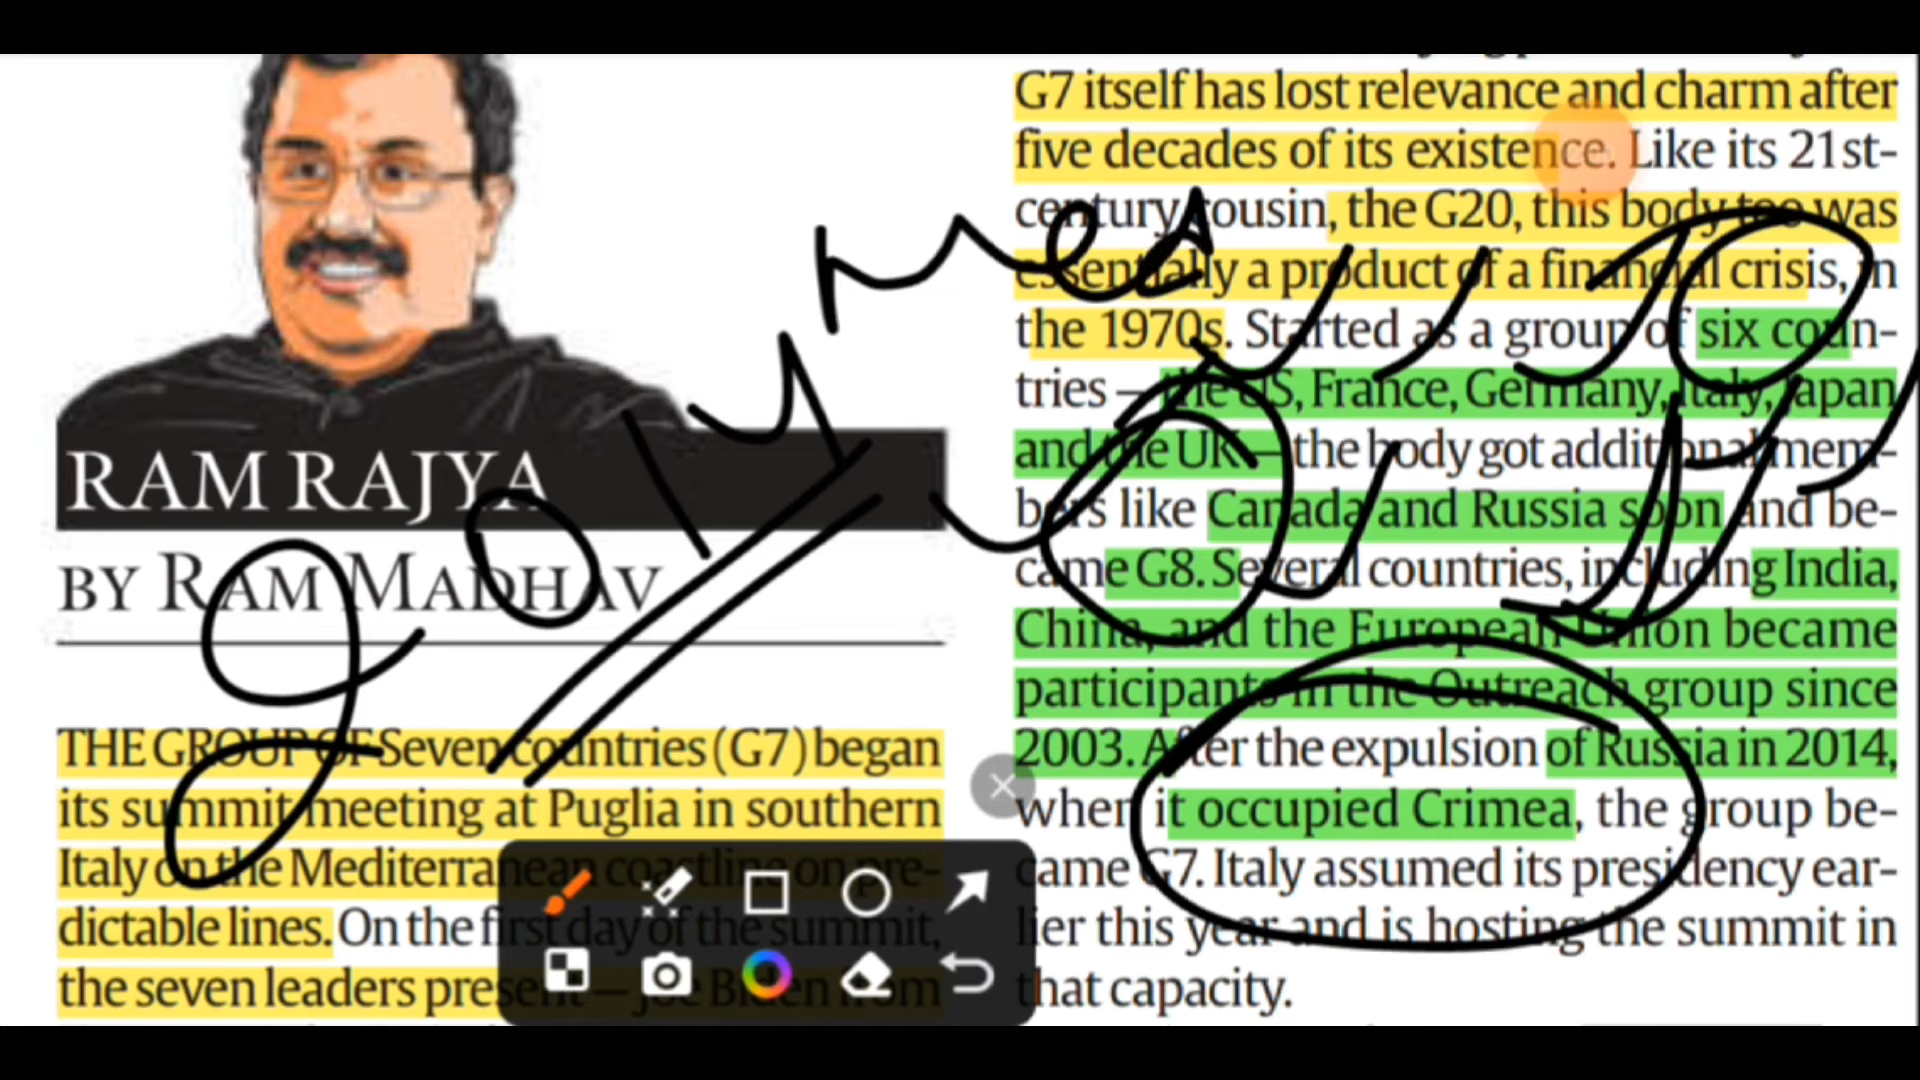 RAM RAJYA
BY RAM MADHAV
THE GROUP OF Seven countries (G7) began
its summit meeting at Puglia in southern
Italy on the Mediterranean coastline on pre-
dictable lines. On the first day of the summit,
the seven leaders present — Joe Biden from
G7 itself has lost relevance and charm after
five decades of its existence. Like its 21st-
century cousin, the G20, this body too was
essentially a product of a financial crisis, in
the 1970s. Started as a group of six coun-
tries — the US, France, Germany, Italy, Japan
and the UK — the body got additional mem-
bers like Canada and Russia soon and be-
came G8. Several countries, including India,
China, and the European Union became
participants in the Outreach group since
2003. After the expulsion of Russia in 2014,
when it occupied Crimea, the group be-
came G7. Italy assumed its presidency ear-
lier this year and is hosting the summit in
that capacity.
2014